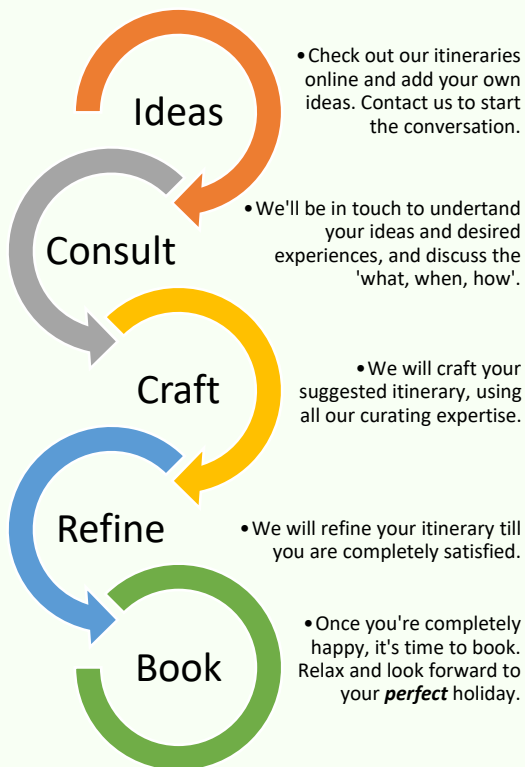 Ideas
•Check out our itineraries
online and add your own
ideas. Contact us to start
the conversation.
Consult
•We'll be in touch to undertand
your ideas and desired
experiences, and discuss the
'what, when, how'.
Craft
•We will craft your
suggested itinerary, using
all our curating expertise.
Refine
•We will refine your itinerary till
you are completely satisfied.
Book
•Once you're completely
happy, it's time to book.
Relax and look forward to
your perfect holiday.